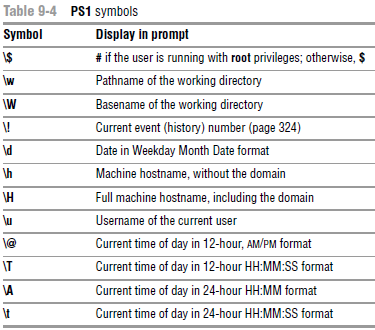 Table 9-4 PS1 symbols
Symbol Display in prompt
\$ # if the user is running with root privileges; otherwise, $
\w Pathname of the working directory
\W Basename of the working directory
\! Current event (history) number (page 324)
\d Date in Weekday Month Date format
\h Machine hostname, without the domain
\H Full machine hostname, including the domain
\u Username of the current user
\@ Current time of day in 12-hour, AM/PM format
\T Current time of day in 12-hour HH:MM:SS format
\A Current time of day in 24-hour HH:MM format
\t Current time of day in 24-hour HH:MM:SS format